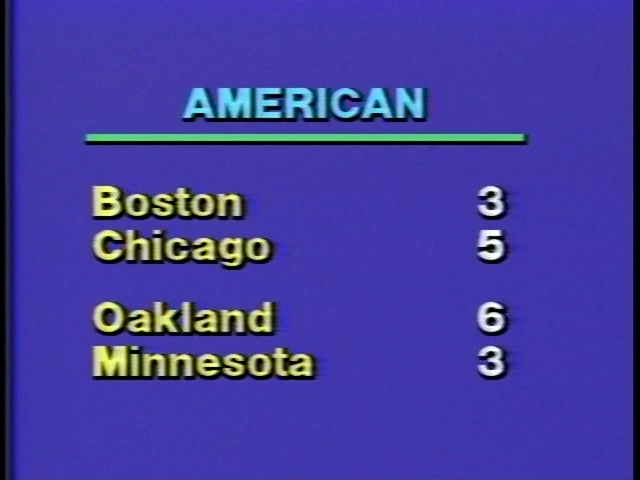 AMERICAN
Boston 3
Chicago 5
Oakland 6
Minnesota 3